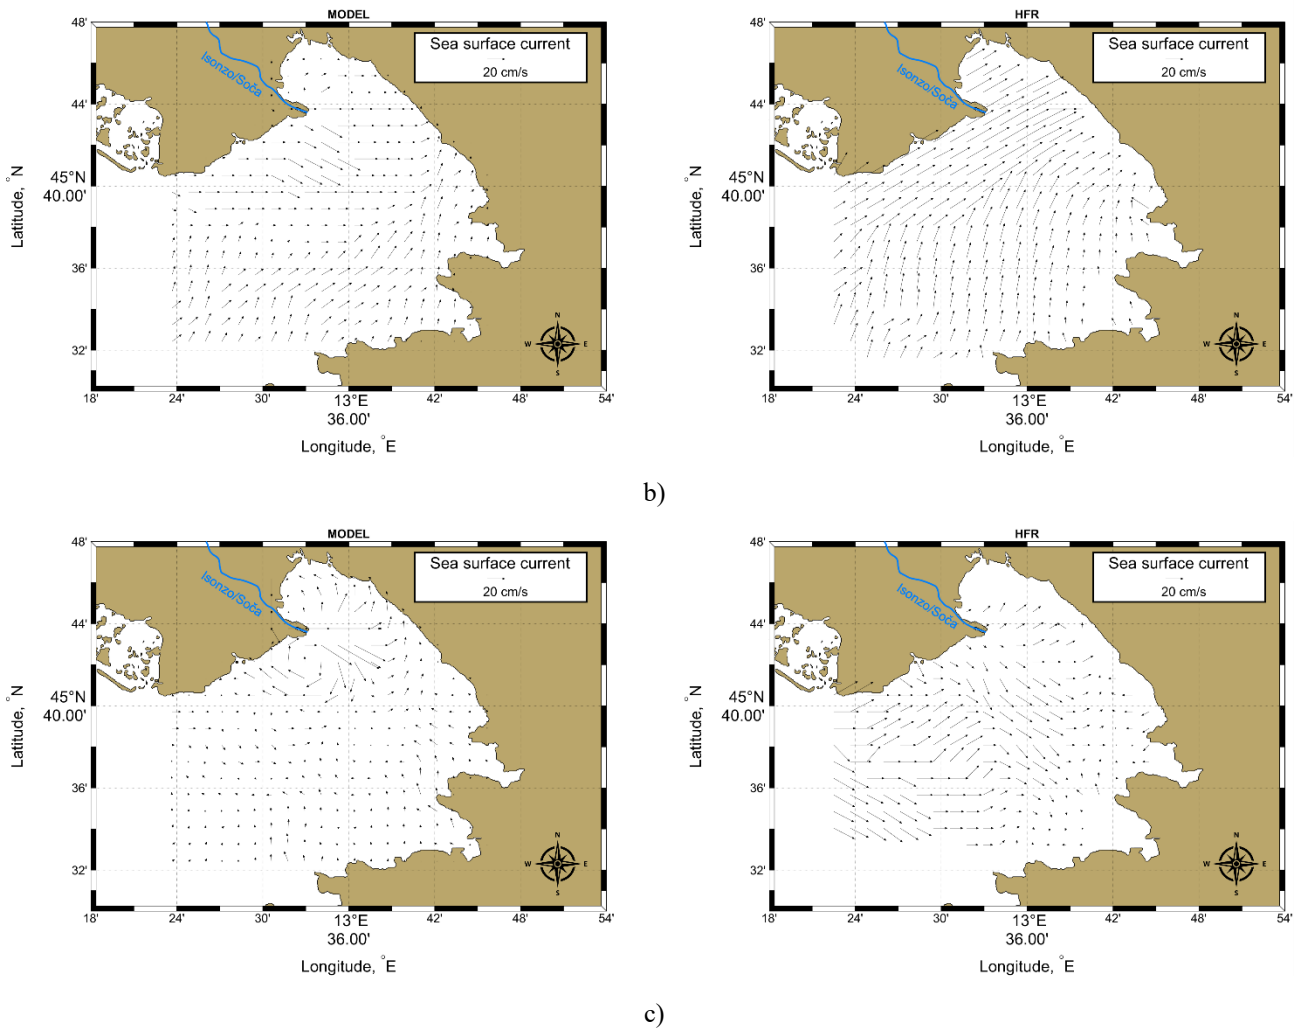 MODEL
48'
44'
45°N
40.00'
36'
32'
Latitude, °N
Isonzo/Soča
Sea surface current
20 cm/s
N
W E
S
18' 24' 30' 13°E 42' 48' 54'
36.00'
Longitude, °E
HFR
48'
44'
45°N
40.00'
36'
32'
Latitude, °N
Isonzo/Soča
Sea surface current
20 cm/s
N
W E
S
18' 24' 30' 13°E 42' 48' 54'
36.00'
Longitude, °E
b)
MODEL
48'
44'
45°N
40.00'
36'
32'
Latitude, °N
Isonzo/Soča
Sea surface current
20 cm/s
N
W E
S
18' 24' 30' 13°E 42' 48' 54'
36.00'
Longitude, °E
HFR
48'
44'
45°N
40.00'
36'
32'
Latitude, °N
Isonzo/Soča
Sea surface current
20 cm/s
N
W E
S
18' 24' 30' 13°E 42' 48' 54'
36.00'
Longitude, °E
c)